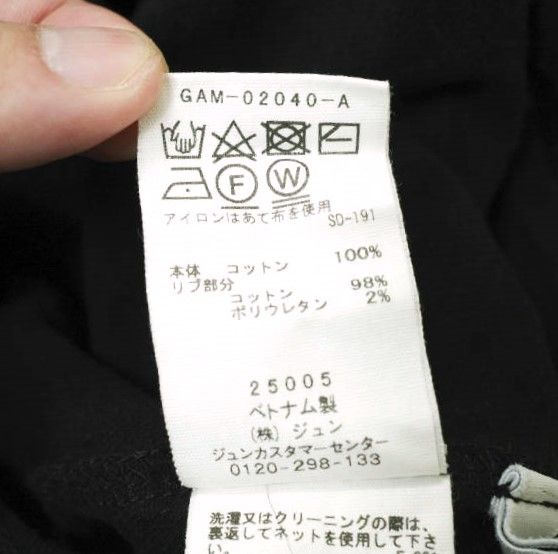 GAM-02040-A
F W
アイロンはあて布を使用
SD-191
本体 コットン 100%
リブ部分
コットン 98%
ポリウレタン 2%
25005
ベトナム製
(株) ジュン
ジュンカスタマーセンター
0120-298-133
洗濯又はクリーニングの際は、
裏返してネットを使用して下さ
い。